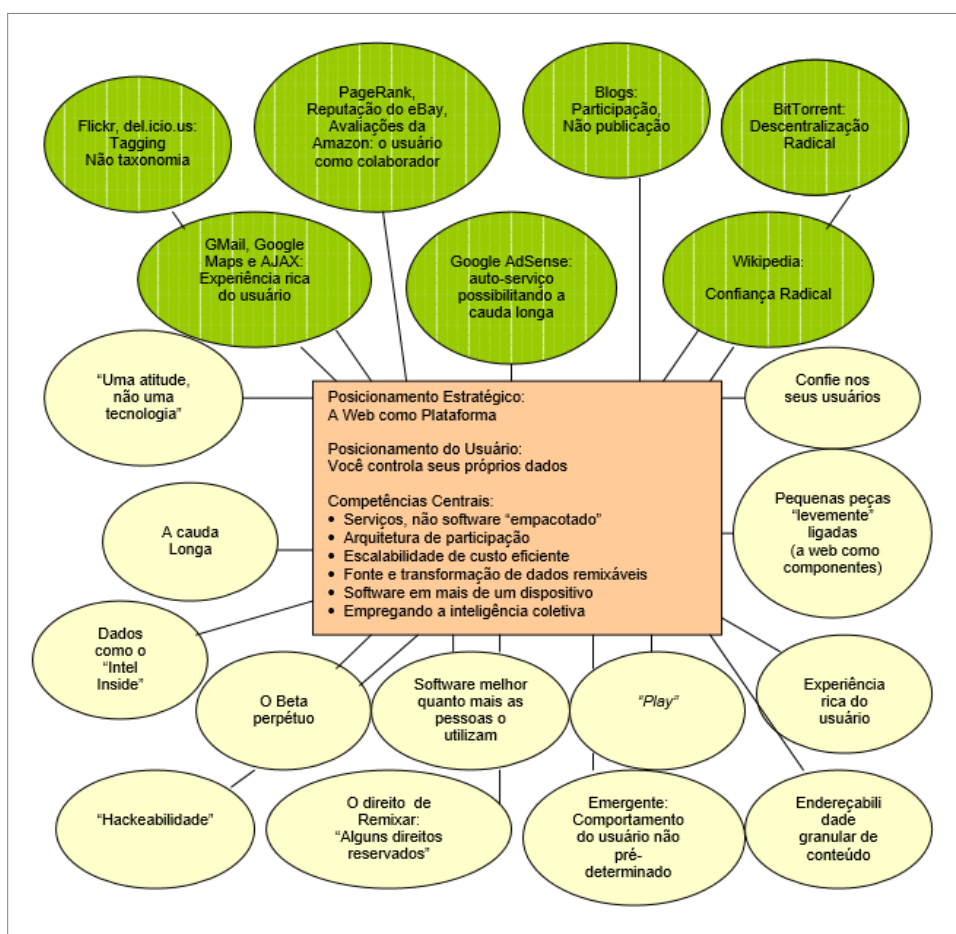 Flickr, del.icio.us:
Tagging
Não taxonomia
PageRank,
Reputação do eBay,
Avaliações da
Amazon: o usuário
como colaborador
Blogs:
Participação,
Não publicação
BitTorrent:
Descentralização
Radical
GMail, Google
Maps e AJAX:
Experiência rica
do usuário
Google AdSense:
auto-serviço
possibilitando a
cauda longa
Wikipedia:
Confiança Radical
“Uma atitude,
não uma
tecnologia”
Posicionamento Estratégico:
A Web como Plataforma
Posicionamento do Usuário:
Você controla seus próprios dados
Competências Centrais:
• Serviços, não software “empacotado”
• Arquitetura de participação
• Escalabilidade de custo eficiente
• Fonte e transformação de dados remixáveis
• Software em mais de um dispositivo
• Empregando a inteligência coletiva
Confie nos
seus usuários
A cauda
Longa
Pequenas peças
“levemente”
ligadas
(a web como
componentes)
Dados
como o
“Intel
Inside”
O Beta
perpétuo
Software melhor
quanto mais as
pessoas o
utilizam
“Play”
Experiência
rica do
usuário
“Hackeabilidade”
O direito de
Remixar:
“Alguns direitos
reservados”
Emergente:
Comportamento
do usuário não
pré-
determinado
Endereçabili
dade
granular de
conteúdo